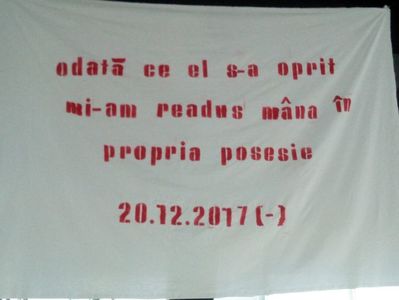 odată ce el s-a oprit
mi-am readus mâna în
propria posesie
20.12.2017 (-)